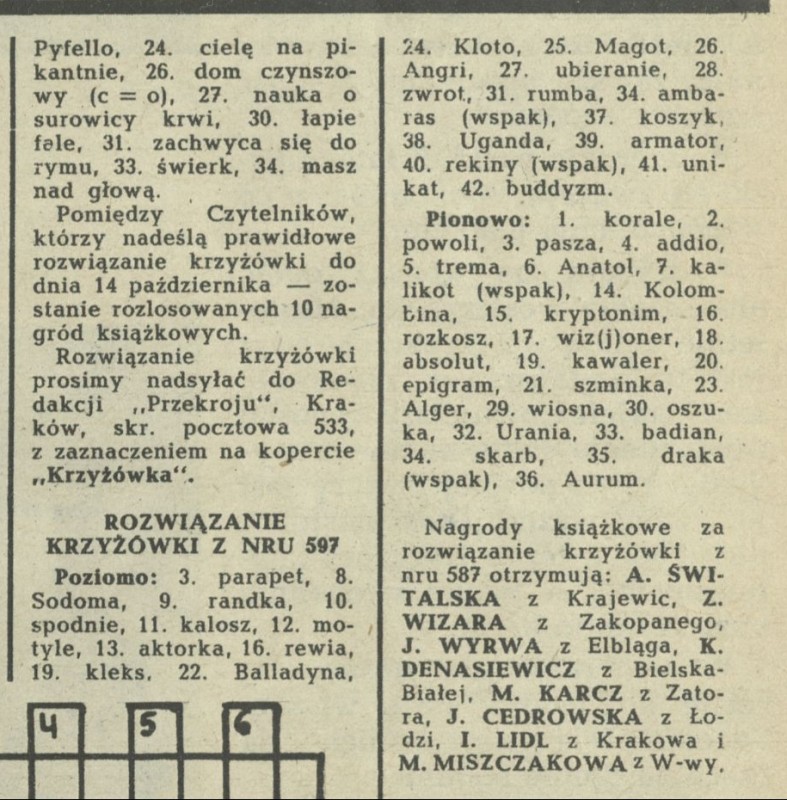 Pyfello, 24. cielę na pi-
kantnie, 26. dom czynszo-
wy (c = o), 27. nauka o
surowicy krwi, 30. łapie
fale, 31. zachwyca się do
rymu, 33. świerk, 34. masz
nad głową.
Pomiędzy Czytelników,
którzy nadeślą prawidłowe
rozwiązanie krzyżówki do
dnia 14 października — zo-
stanie rozlosowanych 10 na-
gród książkowych.
Rozwiązanie krzyżówki
prosimy nadsyłać do Re-
dakcji „Przekroju“, Kra-
ków, skr. pocztowa 533,
z zaznaczeniem na kopercie
„Krzyżówka“.
ROZWIĄZANIE
KRZYŻÓWKI Z NRU 597
Poziomo: 3. parapet, 8.
Sodoma, 9. randka, 10.
spodnie, 11. kalosz, 12. mo-
tyle, 13. aktorka, 16. rewia,
19. kleks, 22. Balladyna,
24. Kloto, 25. Magot, 26.
Angri, 27. ubieranie, 28.
zwrot, 31. rumba, 34. amba-
ras (wspak), 37. koszyk,
38. Uganda, 39. armator,
40. rekiny (wspak), 41. uni-
kat, 42. buddyzm.
Pionowo: 1. korale, 2.
powoli, 3. pasza, 4. addio,
5. trema, 6. Anatol, 7. ka-
likot (wspak), 14. Kolom-
bina, 15. kryptonim, 16.
rozkosz, 17. wiz(j)oner, 18.
absolut, 19. kawaler, 20.
epigram, 21. szminka, 23.
Alger, 29. wiosna, 30. oszu-
ka, 32. Urania, 33. badian,
34. skarb, 35. draka
(wspak), 36. Aurum.
Nagrody książkowe za
rozwiązanie krzyżówki z
nru 587 otrzymują: A. ŚWI-
TALSKA z Krajewic, Z.
WIZARA z Zakopanego,
J. WYRWA z Elbląga, K.
DENASIEWICZ z Bielska-
Białej, M. KARCZ z Zato-
ra, J. CEDROWSKA z Ło-
dzi, I. LIDL z Krakowa i
M. MISZCZAKOWA z W-wy.
4 5 6